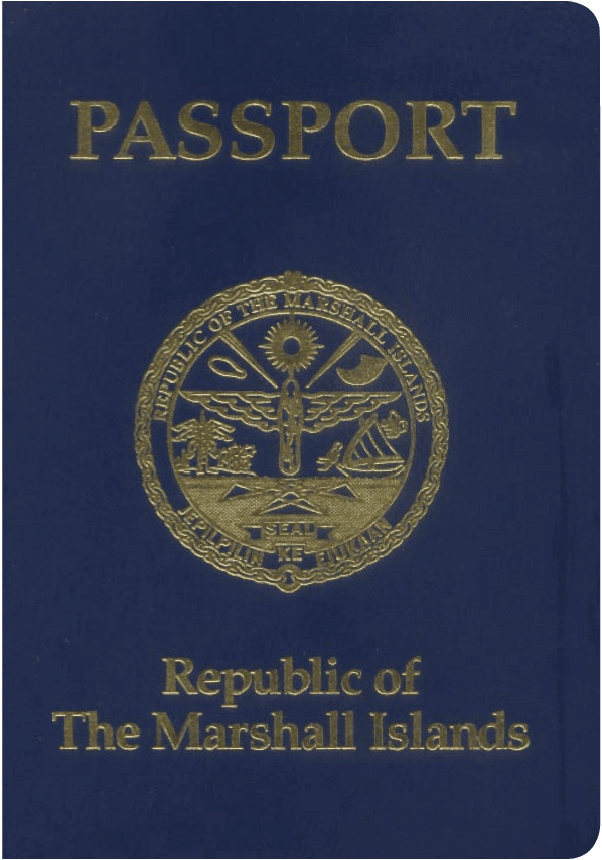 PASSPORT
REPUBLIC OF THE MARSHALL ISLANDS
SEAL
JEPILPILIN KE EJUKAAN
Republic of
The Marshall Islands